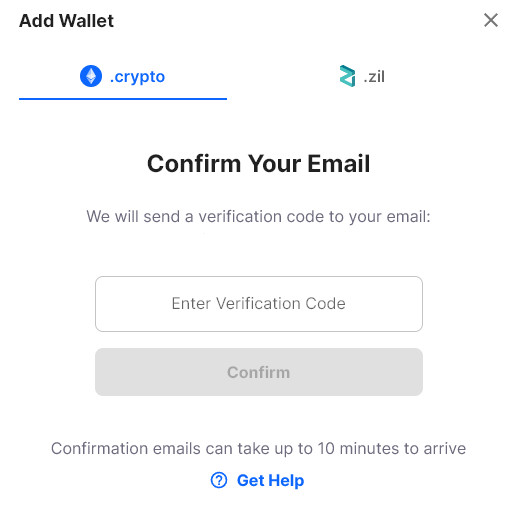 Add Wallet
.crypto
.zil
Confirm Your Email
We will send a verification code to your email:
Enter Verification Code
Confirm
Confirmation emails can take up to 10 minutes to arrive
Get Help